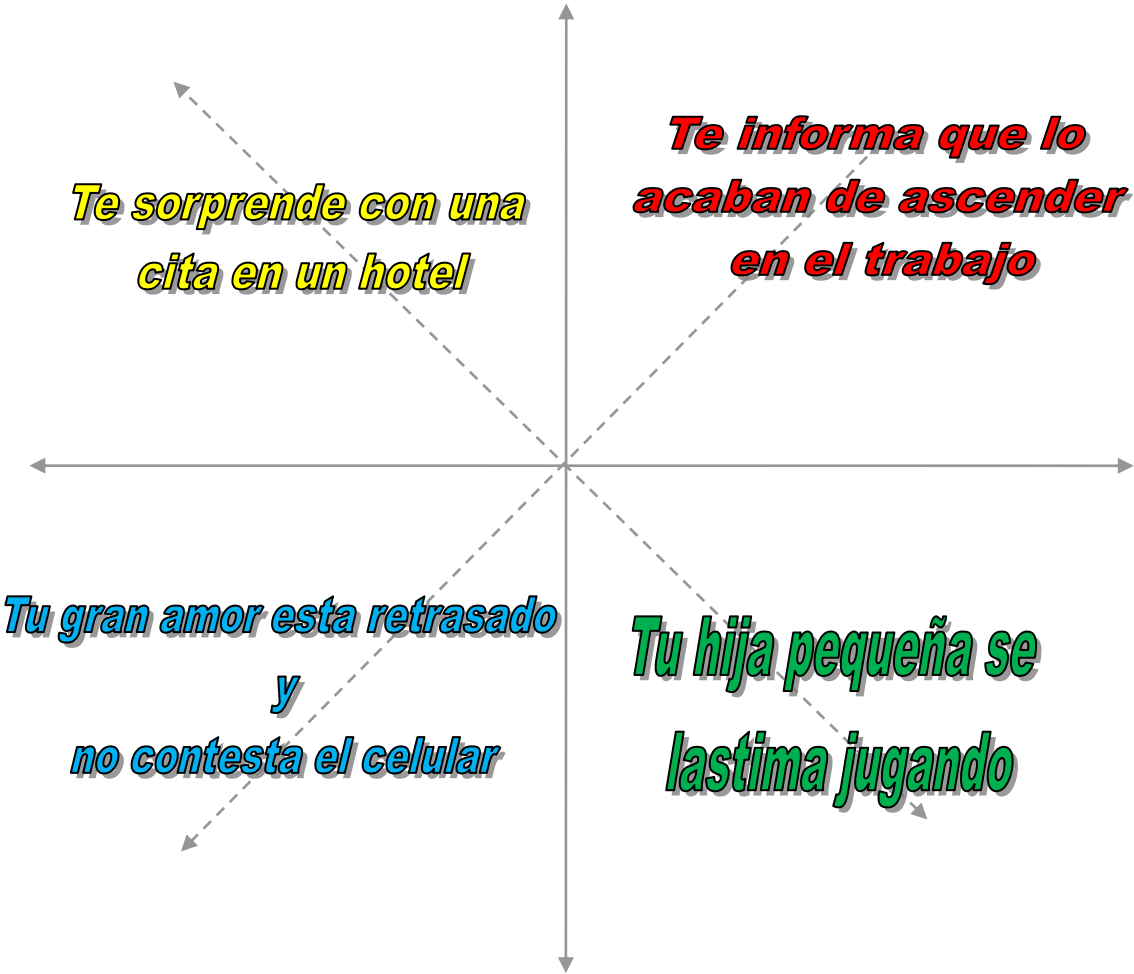 Te sorprende con una
cita en un hotel
Te informa que lo
acaban de ascender
en el trabajo
Tu gran amor esta retrasado
y
no contesta el celular
Tu hija pequeña se
lastima jugando